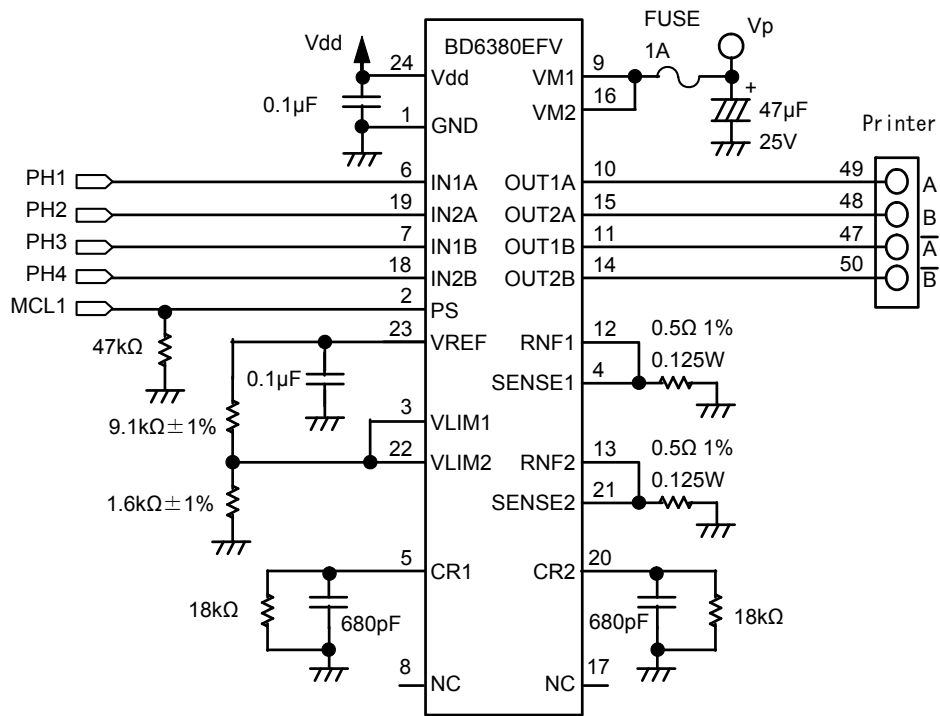 FUSE
Vp
BD6380EFV
1A
Vdd
24
Vdd
VM1
9
16
VM2
+
47μF
25V
0.1μF
1
GND
Printer
PH1
6
IN1A
OUT1A
10
49
A
PH2
19
IN2A
OUT2A
15
48
B
PH3
7
IN1B
OUT1B
11
47
A̅
PH4
18
IN2B
OUT2B
14
50
B̅
MCL1
2
PS
47kΩ
23
VREF
RNF1
12
0.5Ω 1%
0.125W
0.1μF
SENSE1
4
9.1kΩ±1%
3
VLIM1
22
VLIM2
RNF2
13
0.5Ω 1%
0.125W
1.6kΩ±1%
SENSE2
21
5
CR1
CR2
20
18kΩ
680pF
680pF
18kΩ
8
NC
NC
17